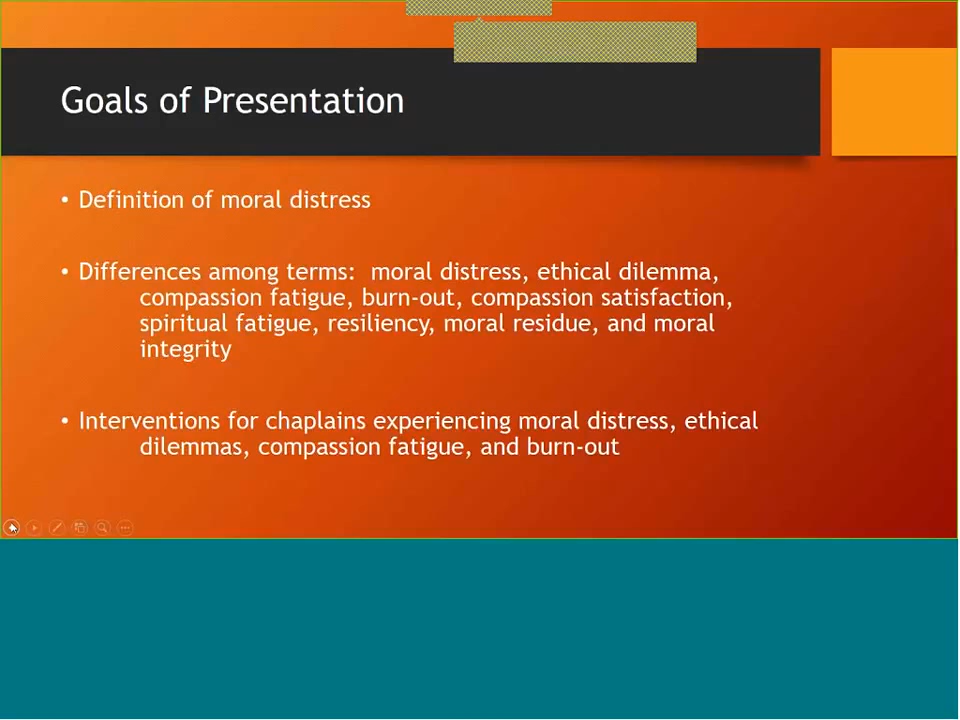 Goals of Presentation
• Definition of moral distress
• Differences among terms:  moral distress, ethical dilemma,
compassion fatigue, burn-out, compassion satisfaction,
spiritual fatigue, resiliency, moral residue, and moral
integrity
• Interventions for chaplains experiencing moral distress, ethical
dilemmas, compassion fatigue, and burn-out